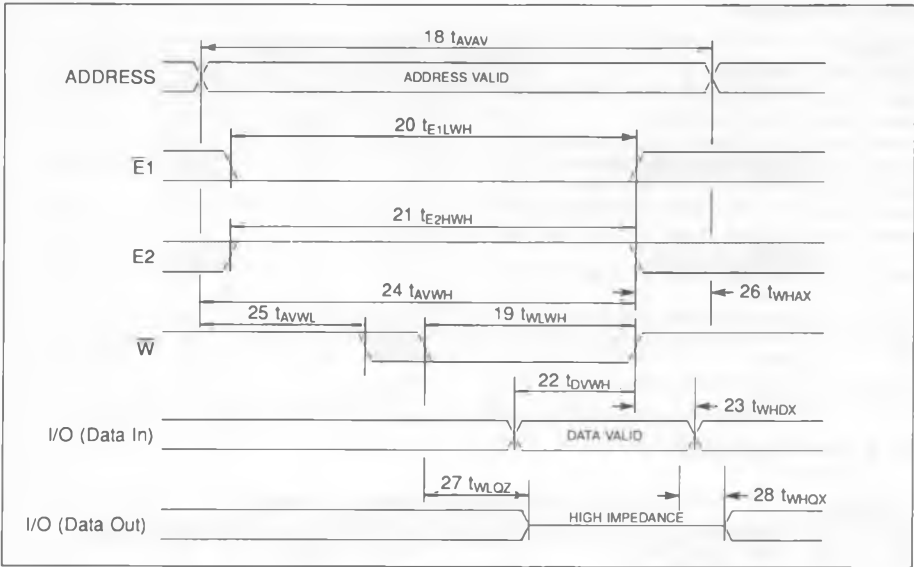 18 tAVAV
ADDRESS
ADDRESS VALID
20 tE1LWH
E1
21 tE2HWH
E2
24 tAVWH
26 tWHAX
25 tAVWL
19 tWLWH
W
22 tDVWH
23 tWHDX
I/O (Data In)
DATA VALID
27 tWLQZ
28 tWHQX
I/O (Data Out)
HIGH IMPEDANCE